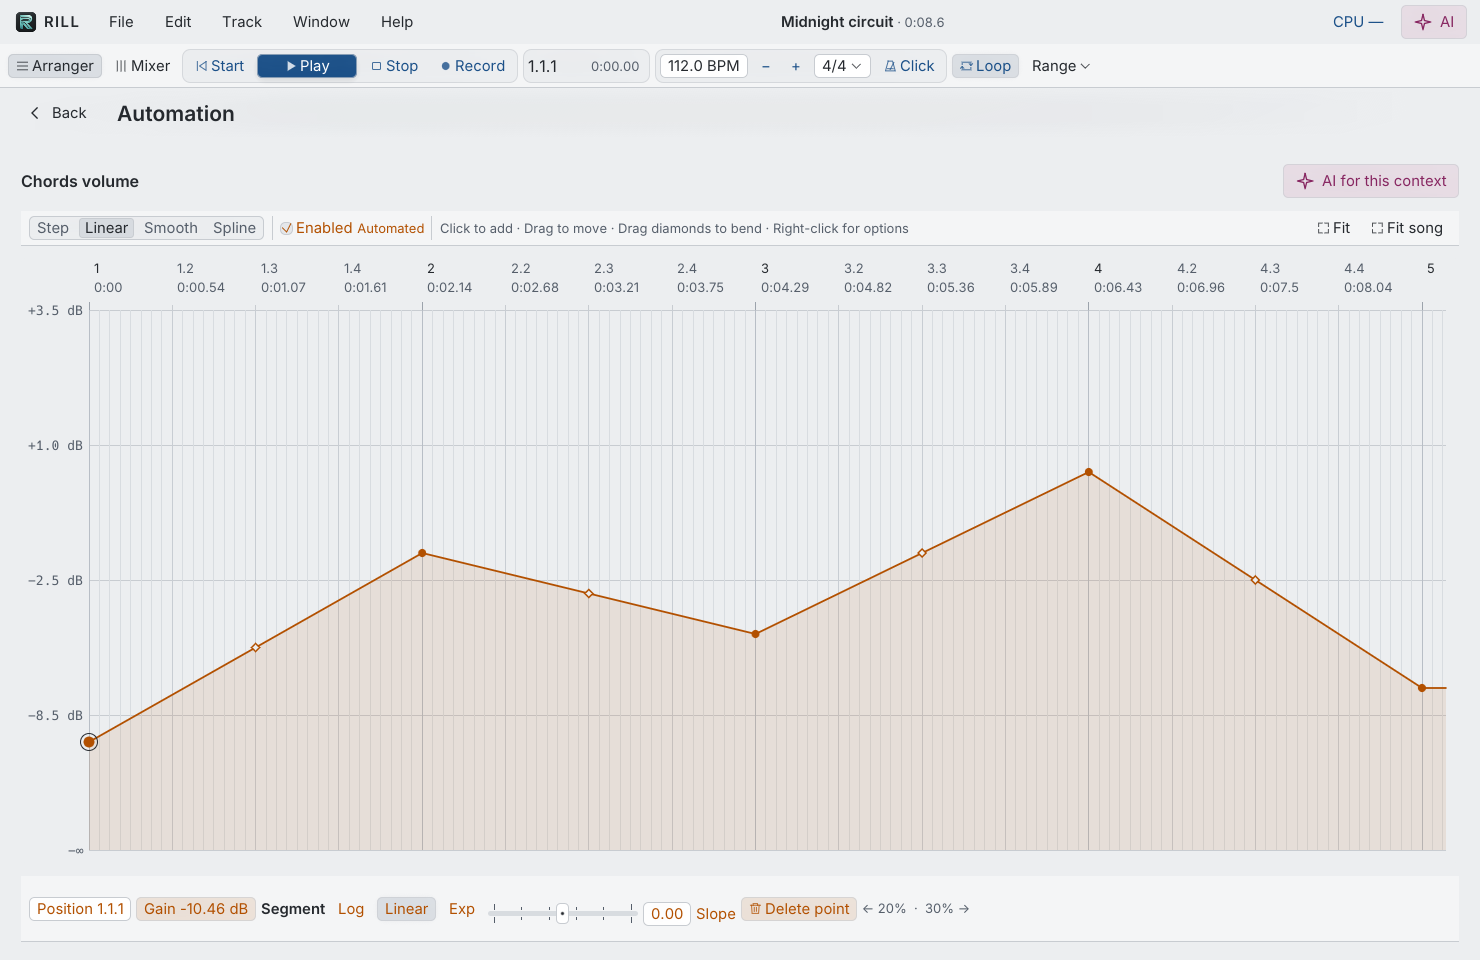 RILL File Edit Track Window Help Midnight circuit · 0:08.6 CPU — AI
Arranger Mixer Start Play Stop Record 1.1.1 0:00.00 112.0 BPM − + 4/4 Click Loop Range
Back Automation
Chords volume AI for this context
Step Linear Smooth Spline Enabled Automated Click to add · Drag to move · Drag diamonds to bend · Right-click for options Fit Fit song
1 1.2 1.3 1.4 2 2.2 2.3 2.4 3 3.2 3.3 3.4 4 4.2 4.3 4.4 5
0:00 0:00.54 0:01.07 0:01.61 0:02.14 0:02.68 0:03.21 0:03.75 0:04.29 0:04.82 0:05.36 0:05.89 0:06.43 0:06.96 0:07.5 0:08.04
+3.5 dB
+1.0 dB
−2.5 dB
−8.5 dB
−∞
Position 1.1.1 Gain -10.46 dB Segment Log Linear Exp 0.00 Slope Delete point ← 20% · 30% →